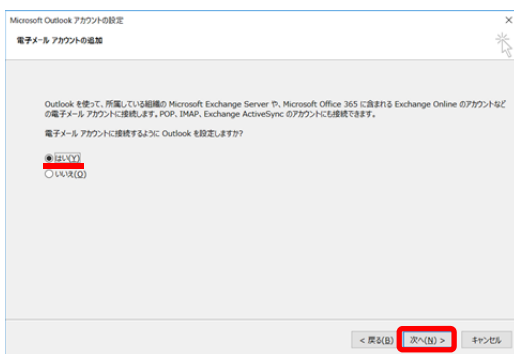 Microsoft Outlook アカウントの設定
電子メール アカウントの追加
Outlook を使って、所属している組織の Microsoft Exchange Server や、Microsoft Office 365 に含まれる Exchange Online のアカウントなど
の電子メール アカウントに接続します。POP、IMAP、Exchange ActiveSync のアカウントにも接続できます。
電子メール アカウントに接続するように Outlook を設定しますか?
はい(Y)
いいえ(O)
< 戻る(B) 次へ(N) > キャンセル